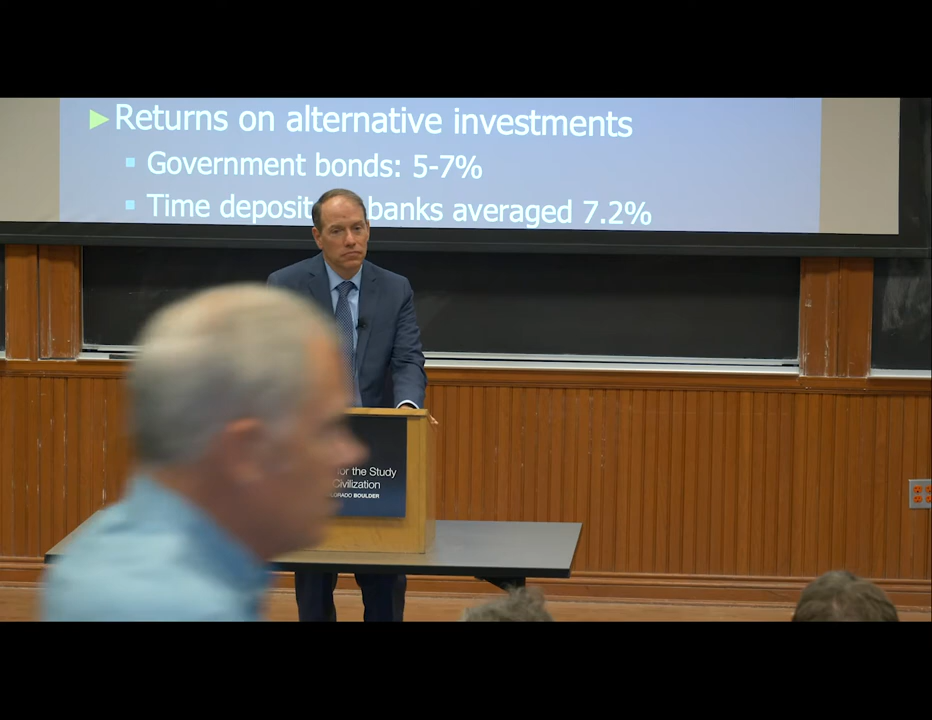 Returns on alternative investments
Government bonds: 5-7%
Time deposit banks averaged 7.2%
for the Study
Civilization
BOULDER